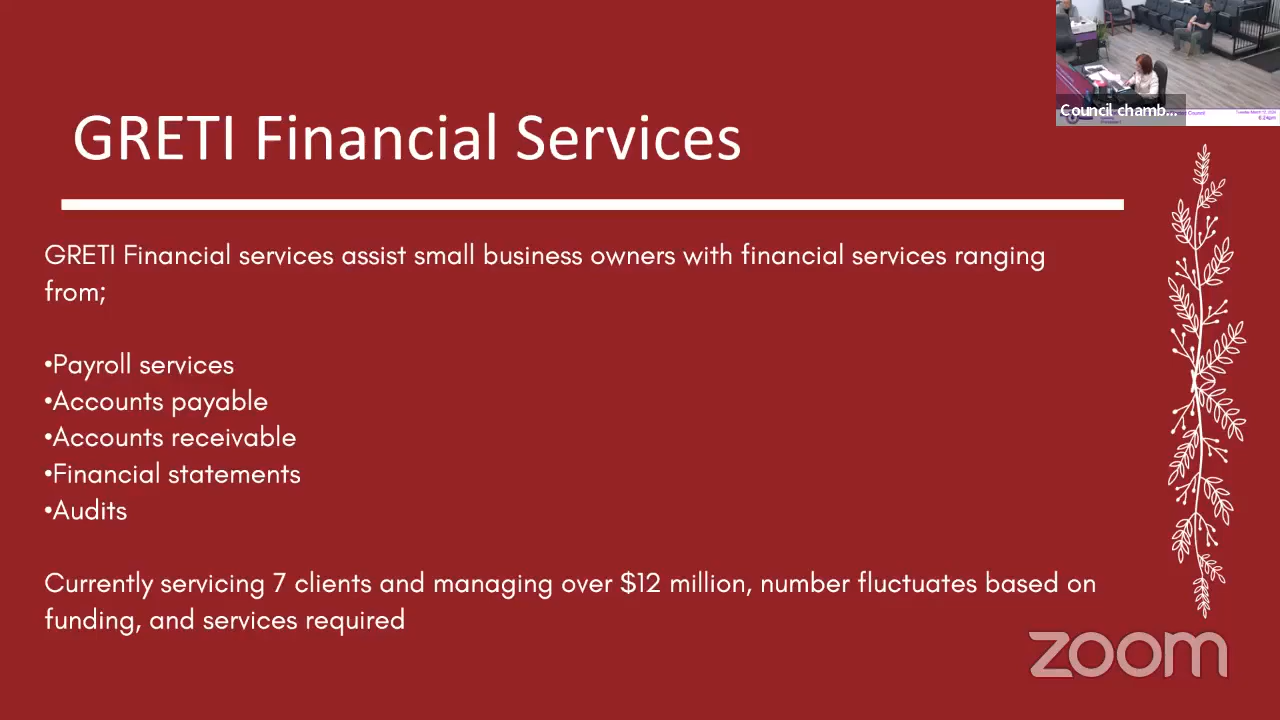 Council chamb...
GRETI Financial Services
GRETI Financial services assist small business owners with financial services ranging
from;
•Payroll services
•Accounts payable
•Accounts receivable
•Financial statements
•Audits
Currently servicing 7 clients and managing over $12 million, number fluctuates based on
funding, and services required
zoom